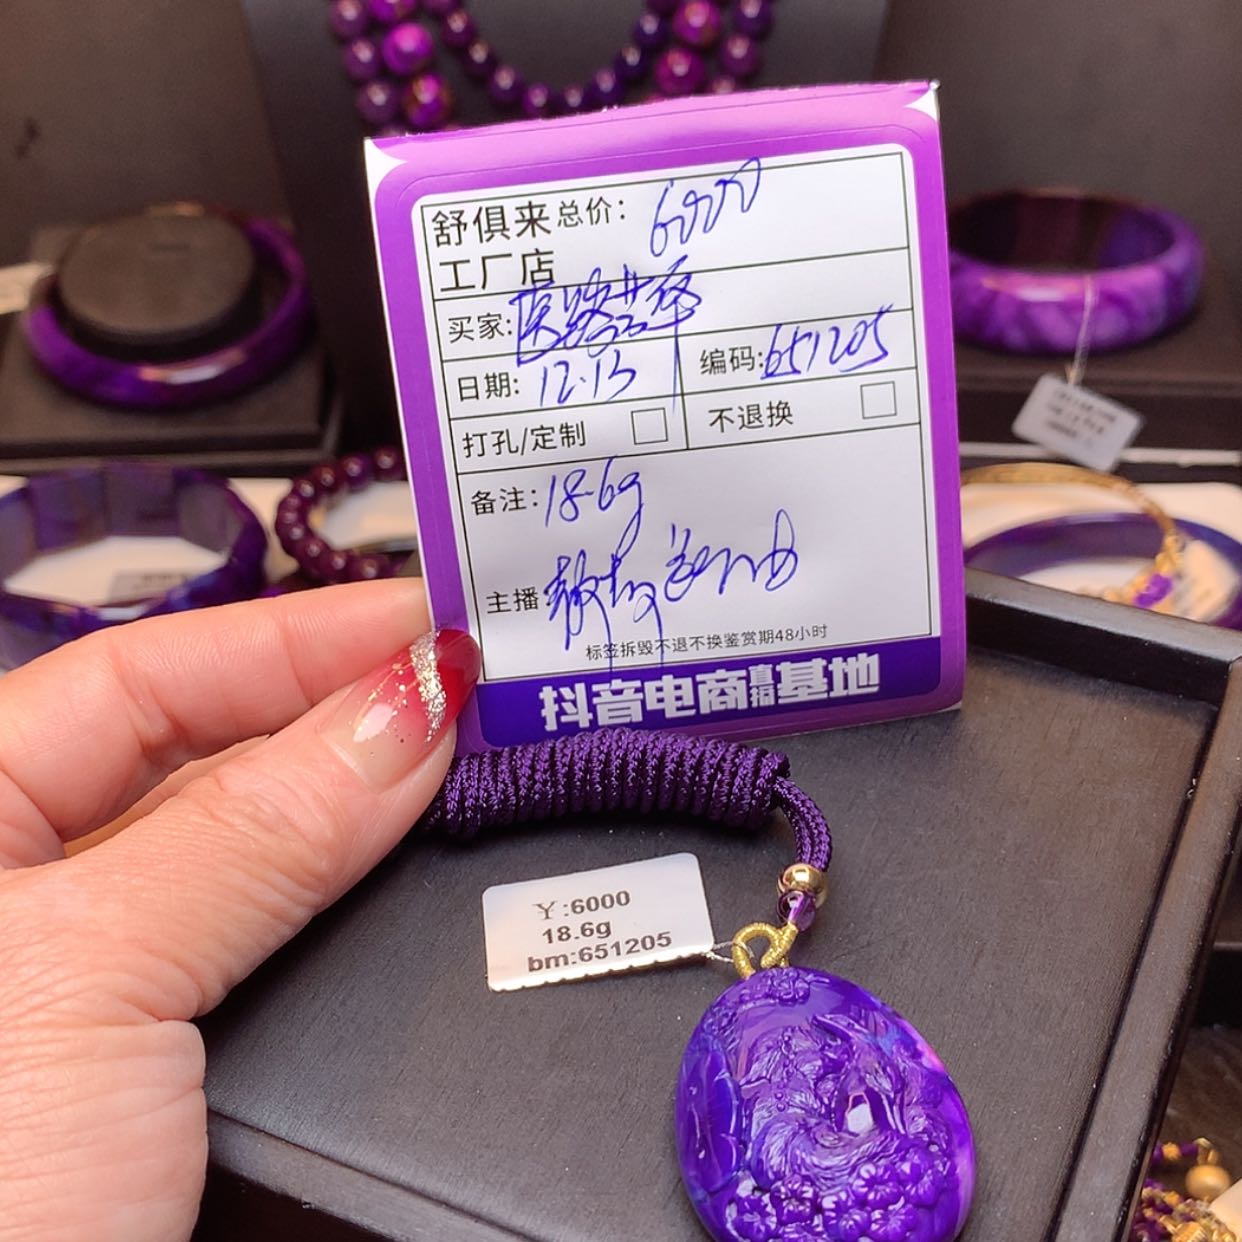 舒俱来 总价: 6000
工厂店
买家:
日期: 12.13 编码: 651205
打孔/定制 不退换
备注: 18.6g
主播
标签拆毁不退不换鉴赏期48小时
抖音电商直播基地
¥:6000
18.6g
bm:651205